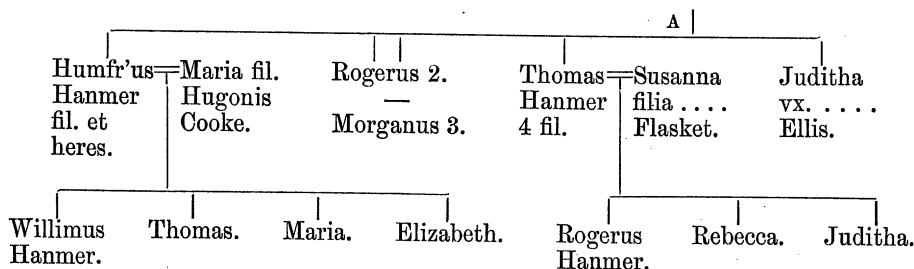 A
Humfr'us=Maria fil.
Hanmer Hugonis
fil. et Cooke.
heres.
Rogerus 2.
—
Morganus 3.
Thomas=Susanna
Hanmer filia ....
4 fil. Flasket.
Juditha
vx. .....
Ellis.
Willimus
Hanmer.
Thomas.
Maria.
Elizabeth.
Rogerus
Hanmer.
Rebecca.
Juditha.